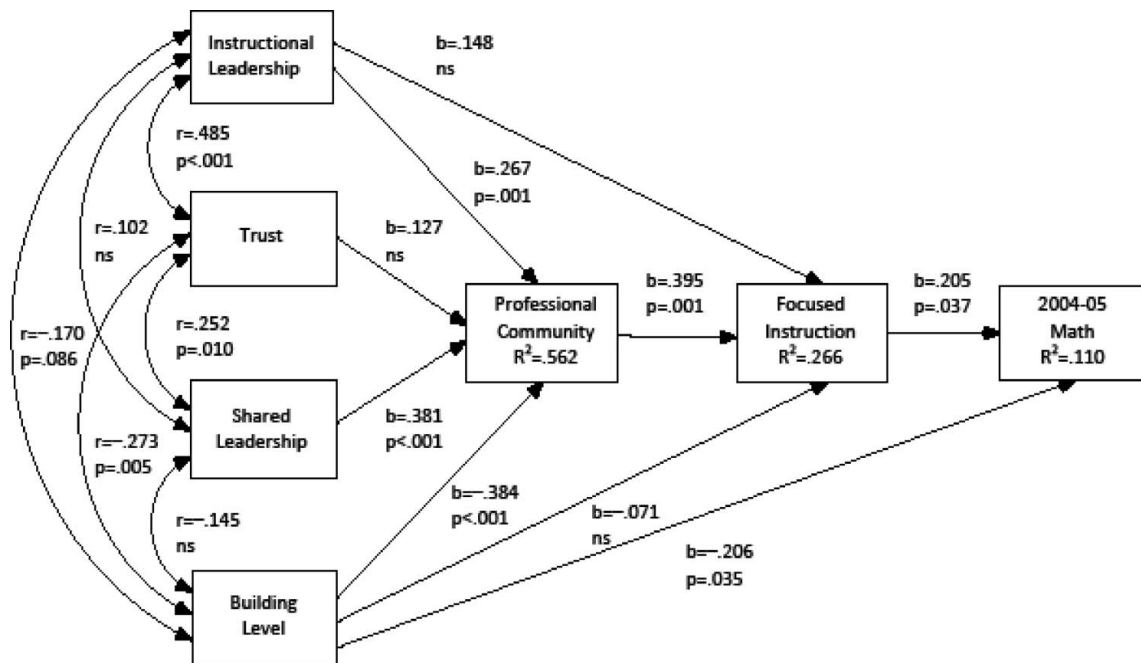 Instructional
Leadership
b=.148
ns
r=.485
p<.001
b=.267
p=.001
Trust
r=.102
ns
b=.127
ns
Professional
Community
R²=.562
b=.395
p=.001
Focused
Instruction
R²=.266
b=.205
p=.037
2004-05
Math
R²=.110
r=−.170
p=.086
r=.252
p=.010
Shared
Leadership
b=.381
p<.001
r=−.273
p=.005
b=−.384
p<.001
r=−.145
ns
b=−.071
ns
b=−.206
p=.035
Building
Level